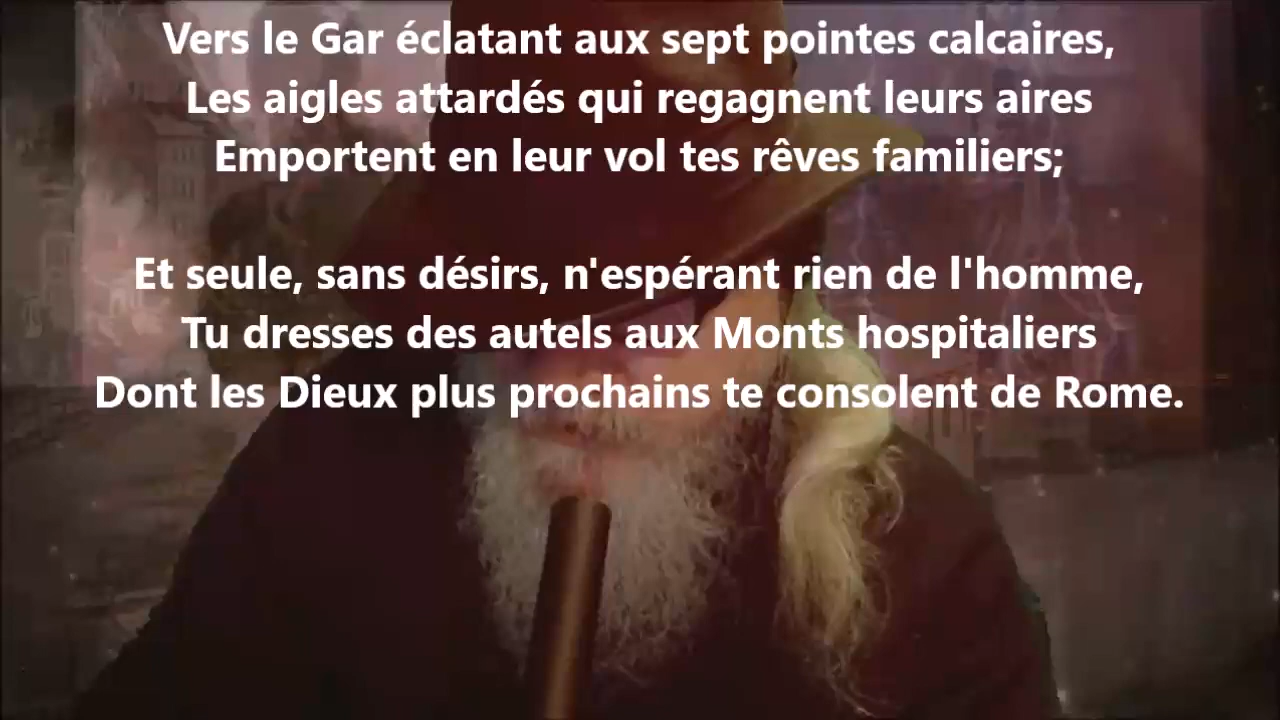 Vers le Gar éclatant aux sept pointes calcaires,
Les aigles attardés qui regagnent leurs aires
Emportent en leur vol tes rêves familiers;
Et seule, sans désirs, n'espérant rien de l'homme,
Tu dresses des autels aux Monts hospitaliers
Dont les Dieux plus prochains te consolent de Rome.